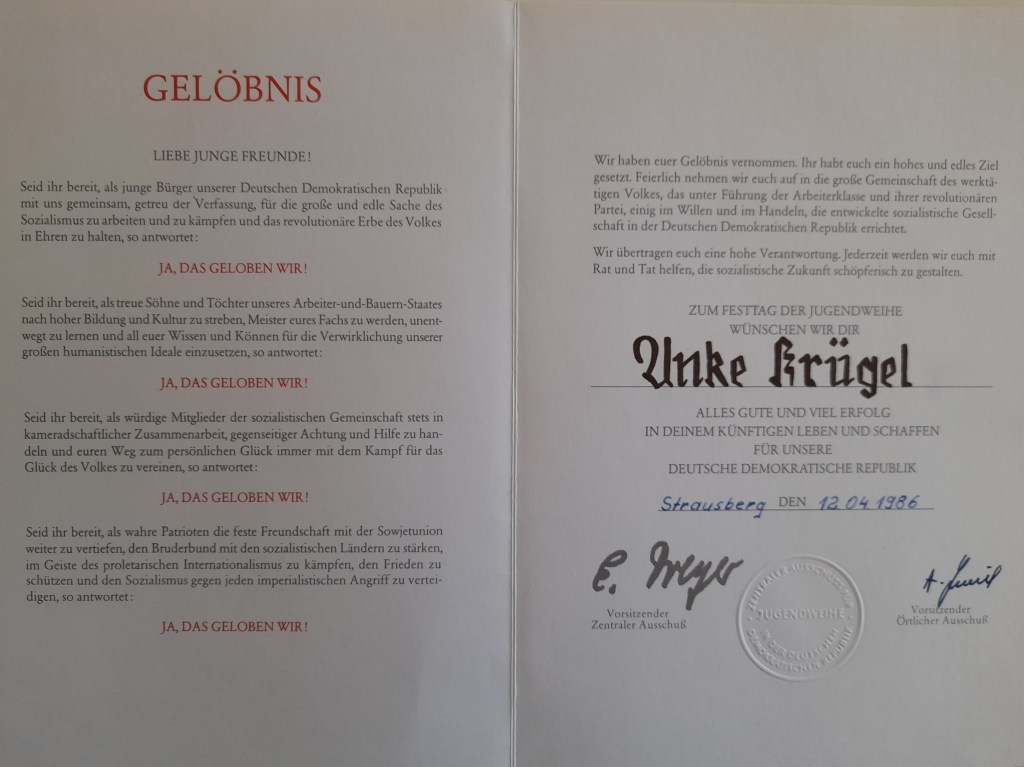 GELÖBNIS
LIEBE JUNGE FREUNDE!
Seid ihr bereit, als junge Bürger unserer Deutschen Demokratischen Republik
mit uns gemeinsam, getreu der Verfassung, für die große und edle Sache des
Sozialismus zu arbeiten und zu kämpfen und das revolutionäre Erbe des Volkes
in Ehren zu halten, so antwortet:
JA, DAS GELOBEN WIR!
Seid ihr bereit, als treue Söhne und Töchter unseres Arbeiter-und-Bauern-Staates
nach hoher Bildung und Kultur zu streben, Meister eures Fachs zu werden, unent-
wegt zu lernen und all euer Wissen und Können für die Verwirklichung unserer
großen humanistischen Ideale einzusetzen, so antwortet:
JA, DAS GELOBEN WIR!
Seid ihr bereit, als würdige Mitglieder der sozialistischen Gemeinschaft stets in
kameradschaftlicher Zusammenarbeit, gegenseitiger Achtung und Hilfe zu han-
deln und euren Weg zum persönlichen Glück immer mit dem Kampf für das
Glück des Volkes zu vereinen, so antwortet:
JA, DAS GELOBEN WIR!
Seid ihr bereit, als wahre Patrioten die feste Freundschaft mit der Sowjetunion
weiter zu vertiefen, den Bruderbund mit den sozialistischen Ländern zu stärken,
im Geiste des proletarischen Internationalismus zu kämpfen, den Frieden zu
schützen und den Sozialismus gegen jeden imperialistischen Angriff zu vertei-
digen, so antwortet:
JA, DAS GELOBEN WIR!
Wir haben euer Gelöbnis vernommen. Ihr habt euch ein hohes und edles Ziel
gesetzt. Feierlich nehmen wir euch auf in die große Gemeinschaft des werktä-
tigen Volkes, das unter Führung der Arbeiterklasse und ihrer revolutionären
Partei, einig im Willen und im Handeln, die entwickelte sozialistische Gesell-
schaft in der Deutschen Demokratischen Republik errichtet.
Wir übertragen euch eine hohe Verantwortung. Jederzeit werden wir euch mit
Rat und Tat helfen, die sozialistische Zukunft schöpferisch zu gestalten.
ZUM FESTTAG DER JUGENDWEIHE
WÜNSCHEN WIR DIR
Unke Krügel
ALLES GUTE UND VIEL ERFOLG
IN DEINEM KÜNFTIGEN LEBEN UND SCHAFFEN
FÜR UNSERE
DEUTSCHE DEMOKRATISCHE REPUBLIK
Strausberg DEN 12.04.1986
E.
Vorsitzender
Zentraler Ausschuß
ZENTRALER AUSSCHUSS FÜR
JUGENDWEIHE
IN DER DEUTSCHEN
DEMOKRATISCHEN REPUBLIK
A.
Vorsitzender
Örtlicher Ausschuß